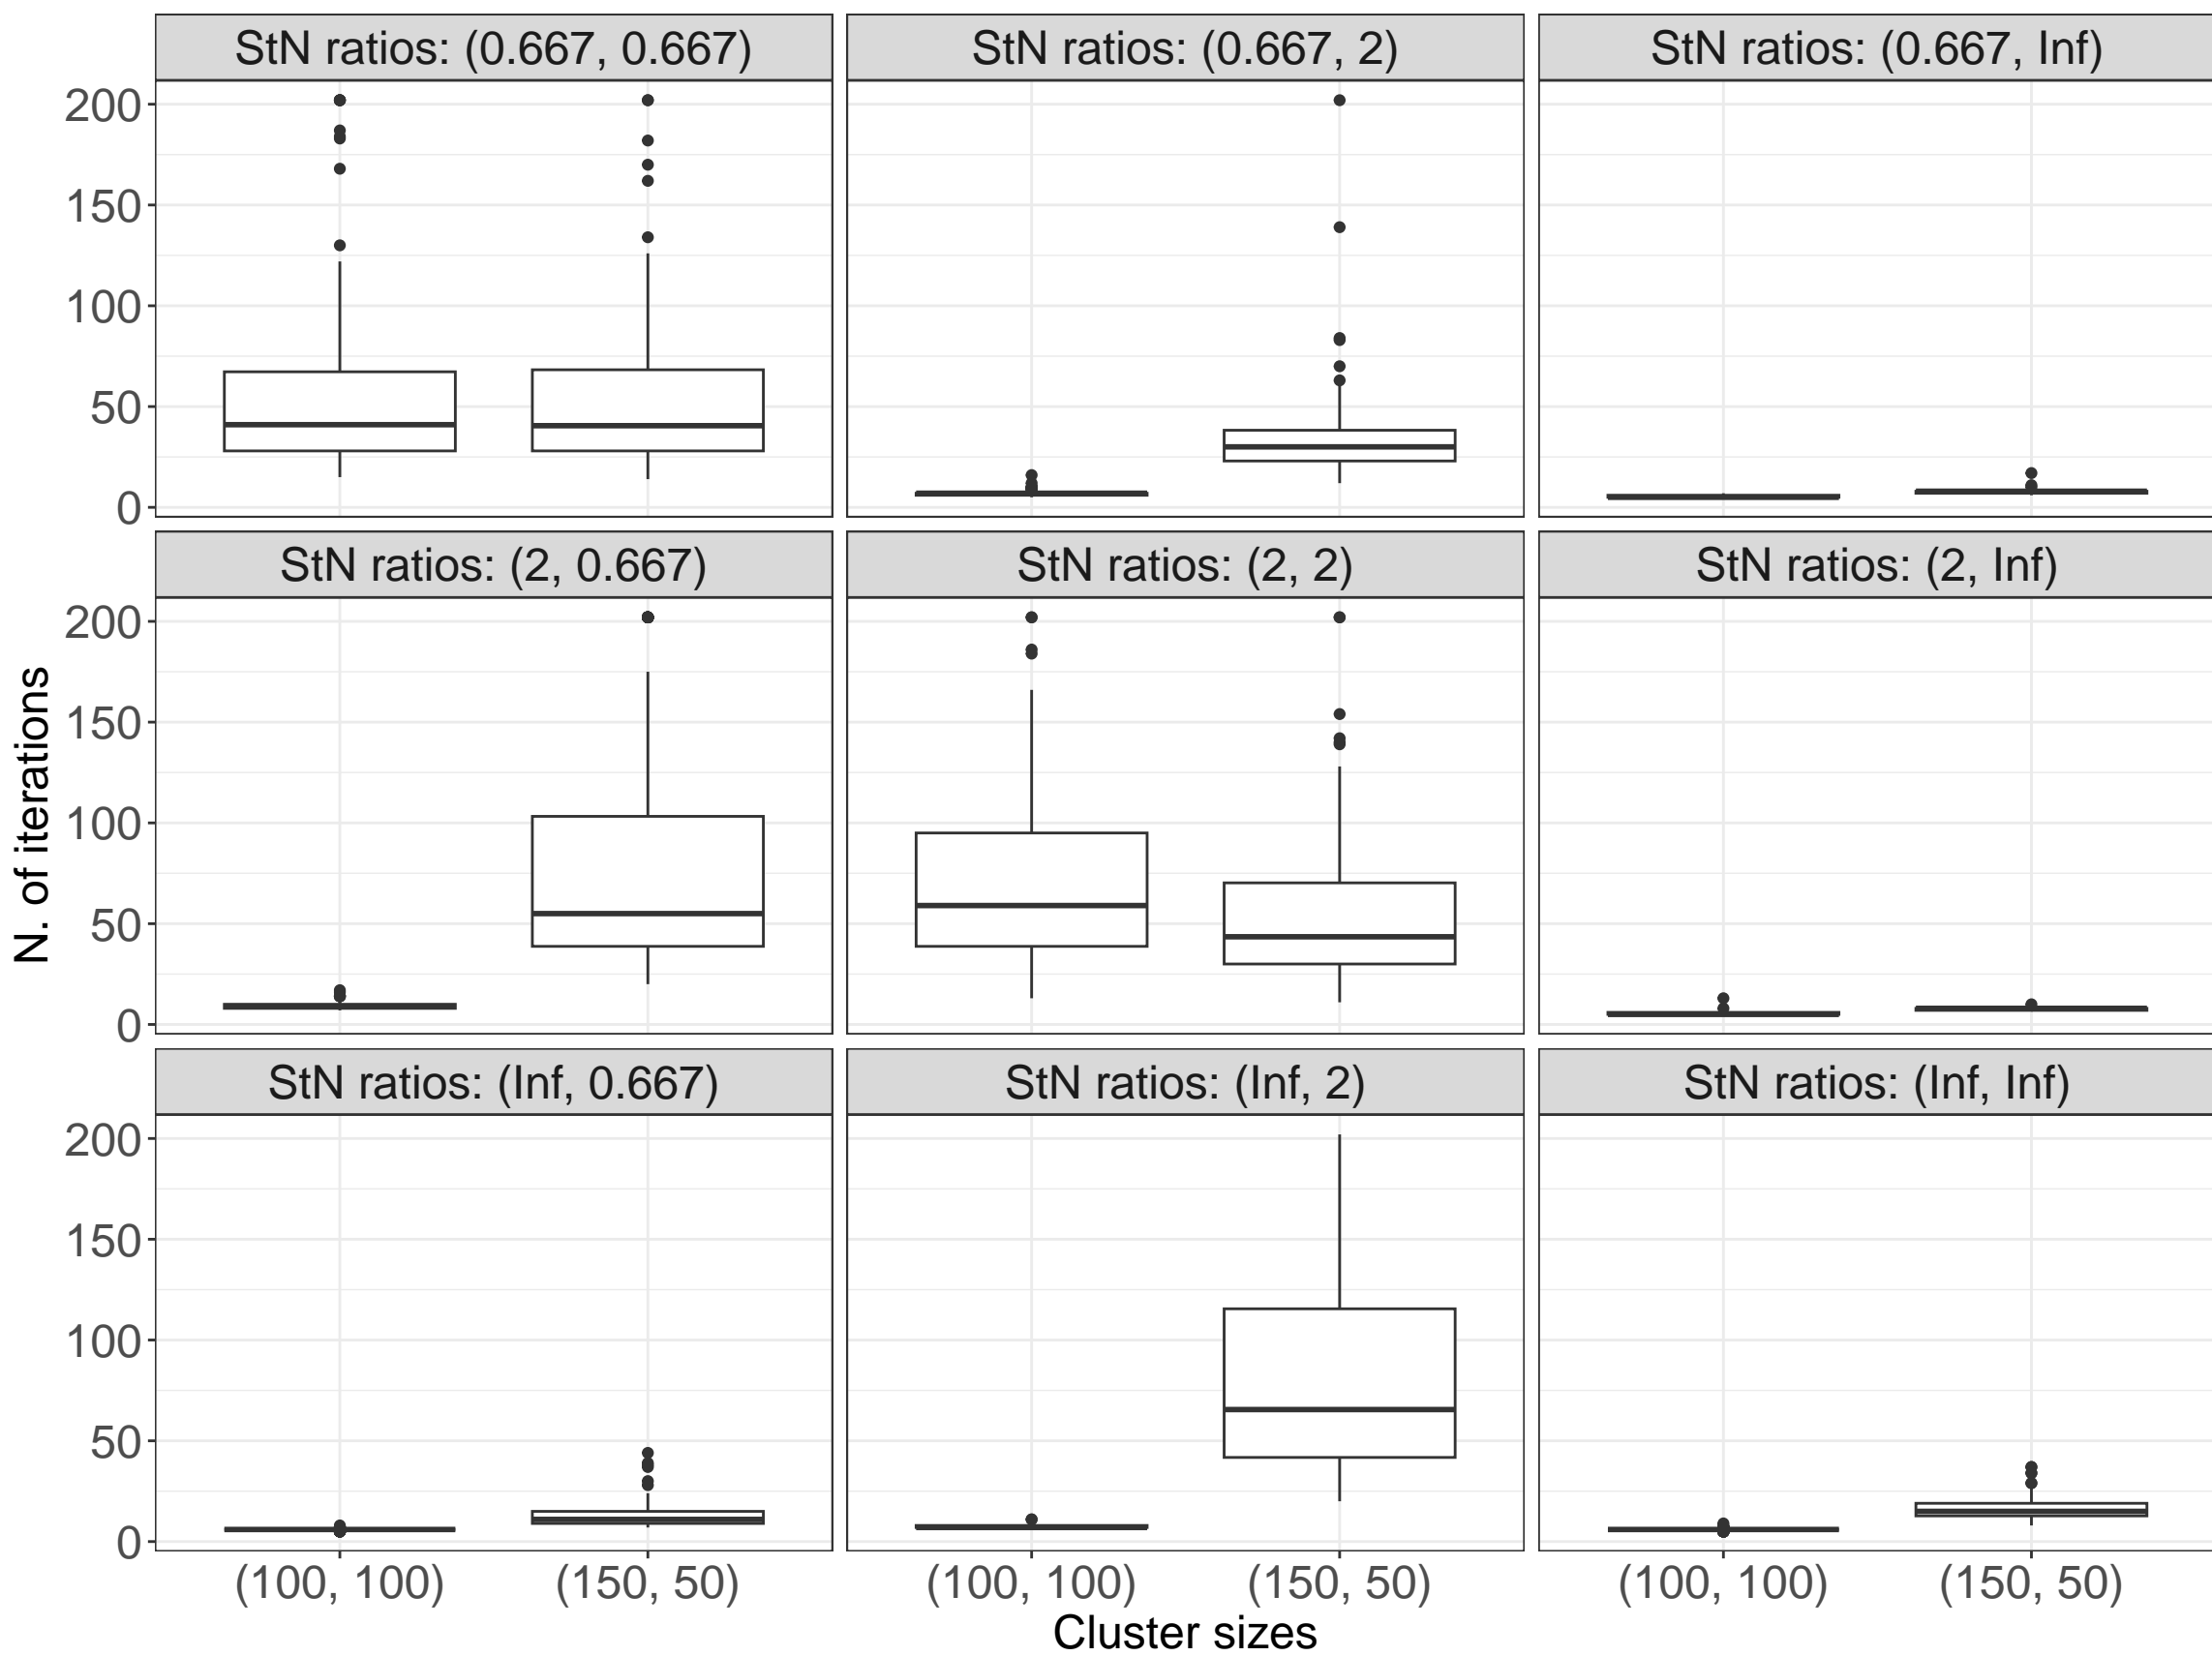 StN ratios: (0.667, 0.667)
StN ratios: (0.667, 2)
StN ratios: (0.667, Inf)
200
150
100
50
0
StN ratios: (2, 0.667)
StN ratios: (2, 2)
StN ratios: (2, Inf)
200
150
100
50
0
N. of iterations
StN ratios: (Inf, 0.667)
StN ratios: (Inf, 2)
StN ratios: (Inf, Inf)
200
150
100
50
0
(100, 100)
(150, 50)
(100, 100)
(150, 50)
(100, 100)
(150, 50)
Cluster sizes